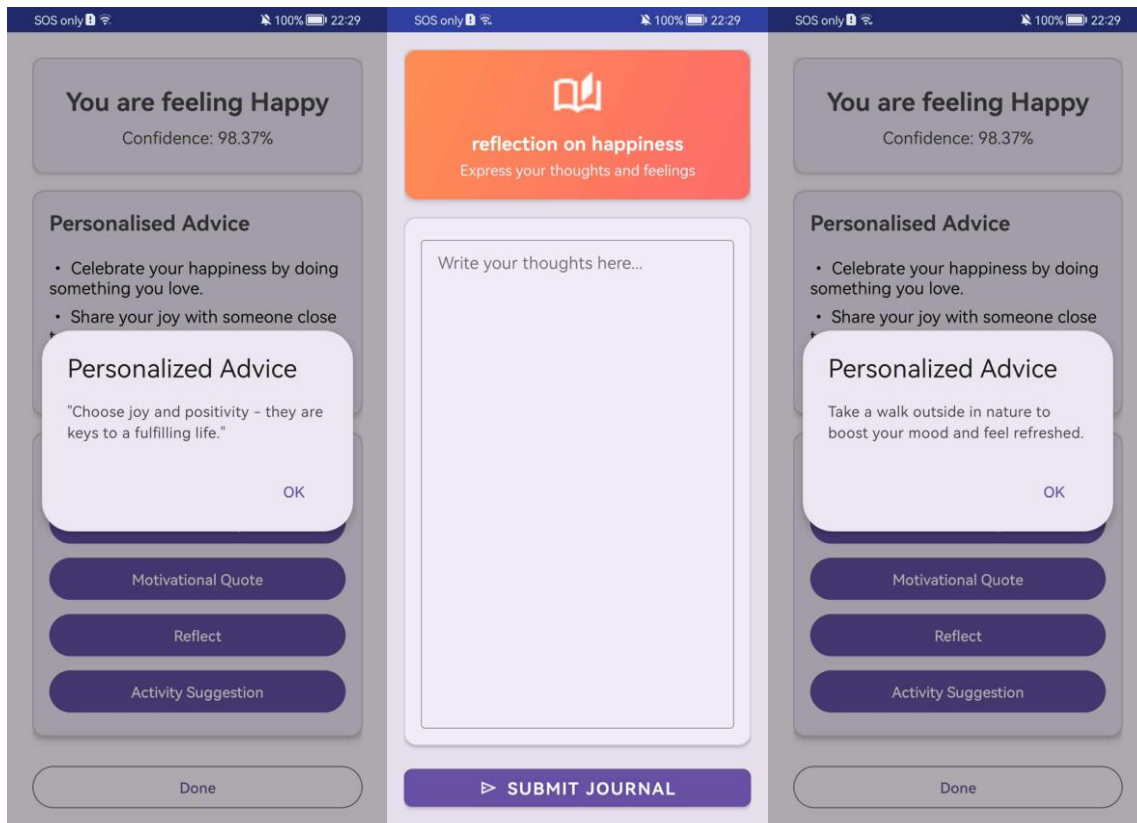 SOS only 100% 22:29
You are feeling Happy
Confidence: 98.37%
Personalised Advice
• Celebrate your happiness by doing
something you love.
• Share your joy with someone close
Personalized Advice
"Choose joy and positivity – they are
keys to a fulfilling life."
OK
Motivational Quote
Reflect
Activity Suggestion
Done
SOS only 100% 22:29
reflection on happiness
Express your thoughts and feelings
Write your thoughts here...
SUBMIT JOURNAL
SOS only 100% 22:29
You are feeling Happy
Confidence: 98.37%
Personalised Advice
• Celebrate your happiness by doing
something you love.
• Share your joy with someone close
Personalized Advice
Take a walk outside in nature to
boost your mood and feel refreshed.
OK
Motivational Quote
Reflect
Activity Suggestion
Done